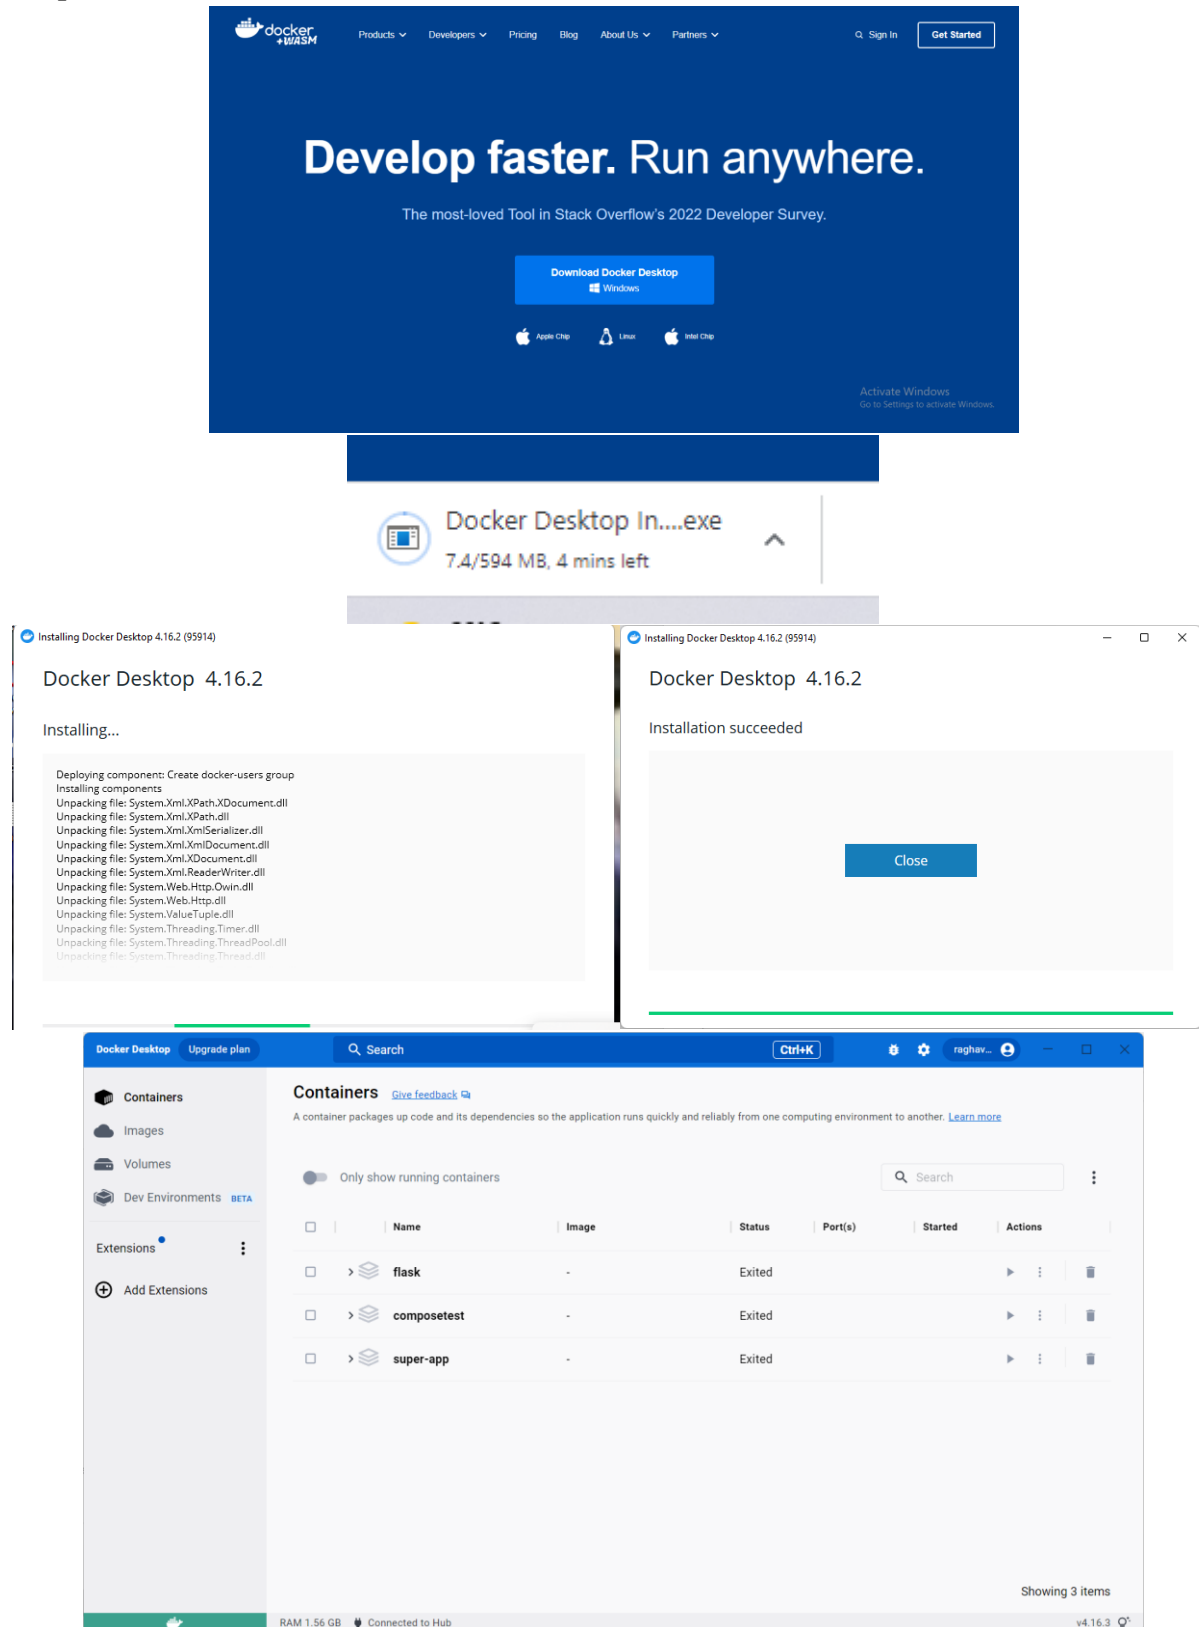 docker
+WASM
Products Developers Pricing Blog About Us Partners Sign In Get Started
Develop faster. Run anywhere.
The most-loved Tool in Stack Overflow's 2022 Developer Survey.
Download Docker Desktop
Windows
Apple Chip Linux Intel Chip
Activate Windows
Go to Settings to activate Windows.
Docker Desktop In....exe
7.4/594 MB, 4 mins left
Installing Docker Desktop 4.16.2 (95914)
Docker Desktop 4.16.2
Installing...
Deploying component: Create docker-users group
Installing components
Unpacking file: System.Xml.XPath.XDocument.dll
Unpacking file: System.Xml.XPath.dll
Unpacking file: System.Xml.XmlSerializer.dll
Unpacking file: System.Xml.XmlDocument.dll
Unpacking file: System.Xml.XDocument.dll
Unpacking file: System.Xml.ReaderWriter.dll
Unpacking file: System.Web.Http.Owin.dll
Unpacking file: System.Web.Http.dll
Unpacking file: System.ValueTuple.dll
Unpacking file: System.Threading.Timer.dll
Unpacking file: System.Threading.ThreadPool.dll
Unpacking file: System.Threading.Thread.dll
Installing Docker Desktop 4.16.2 (95914)
Docker Desktop 4.16.2
Installation succeeded
Close
Docker Desktop Upgrade plan Search Ctrl+K raghav...
Containers
Images
Volumes
Dev Environments BETA
Extensions
Add Extensions
Containers Give feedback
A container packages up code and its dependencies so the application runs quickly and reliably from one computing environment to another. Learn more
Only show running containers Search
Name Image Status Port(s) Started Actions
flask - Exited
composetest - Exited
super-app - Exited
Showing 3 items
RAM 1.56 GB Connected to Hub v4.16.3